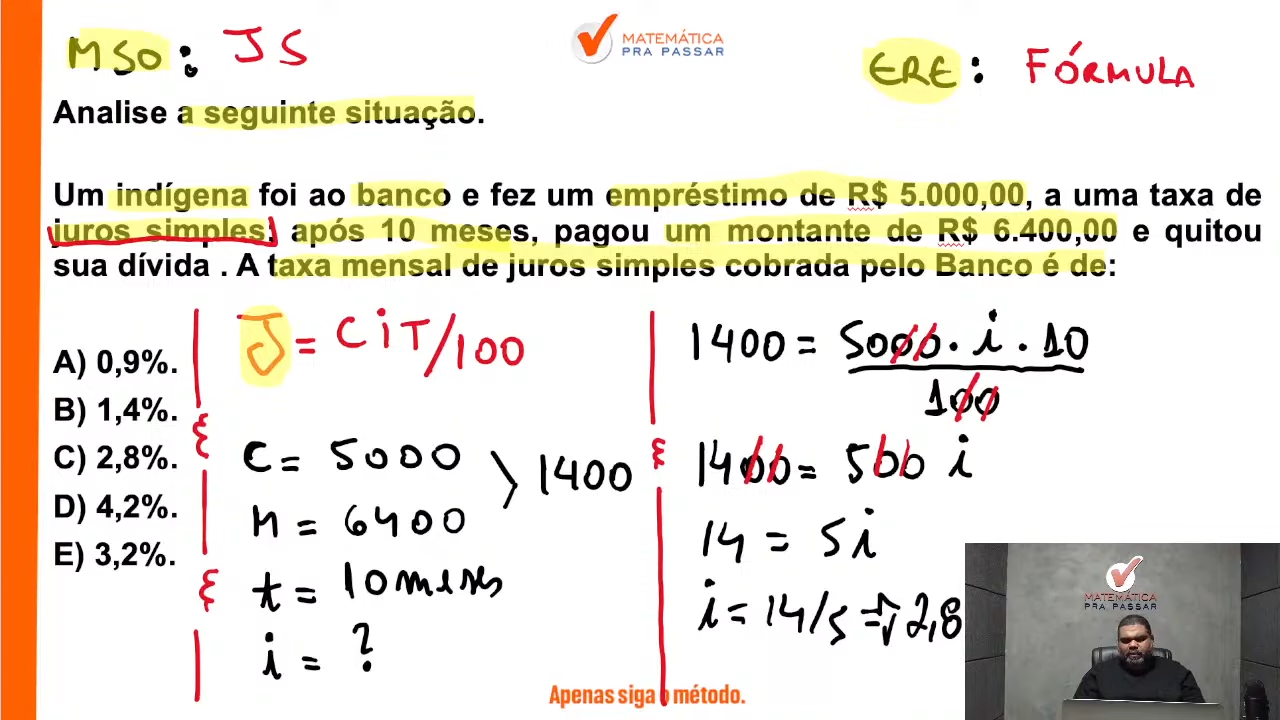 MSO: JS
MATEMÁTICA
PRA PASSAR
ERE: FÓRMULA
Analise a seguinte situação.
Um indígena foi ao banco e fez um empréstimo de R$ 5.000,00, a uma taxa de
juros simples, após 10 meses, pagou um montante de R$ 6.400,00 e quitou
sua dívida . A taxa mensal de juros simples cobrada pelo Banco é de:
A) 0,9%.
B) 1,4%.
C) 2,8%.
D) 4,2%.
E) 3,2%.
J = CiT/100
C = 5000
1400
M = 6400
t = 10 meses
i = ?
1400 = 5000 . i . 10
100
1400 = 500 i
14 = 5i
i = 14/5 = 2,8
MATEMÁTICA
PRA PASSAR
Apenas siga o método.